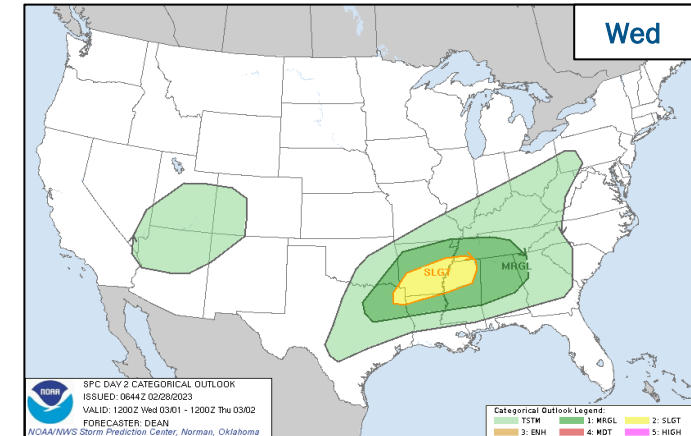 Wed
SLGT
MRGL
NOAA
SPC DAY 2 CATEGORICAL OUTLOOK
ISSUED: 0644Z 02/28/2023
VALID: 1200Z Wed 03/01 - 1200Z Thu 03/02
FORECASTER: DEAN
NOAA/NWS Storm Prediction Center, Norman, Oklahoma
Categorical Outlook Legend:
TSTM 1: MRGL 2: SLGT
3: ENH 4: MDT 5: HIGH